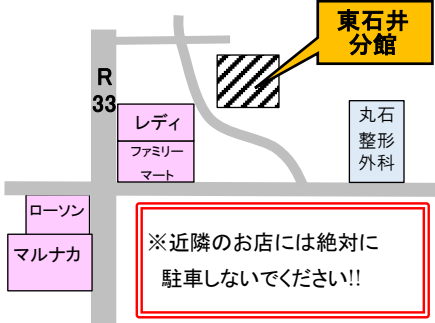 東石井
分館
R
33
レディ
ファミリー
マート
丸石
整形
外科
ローソン
マルナカ
※近隣のお店には絶対に
駐車しないでください!!